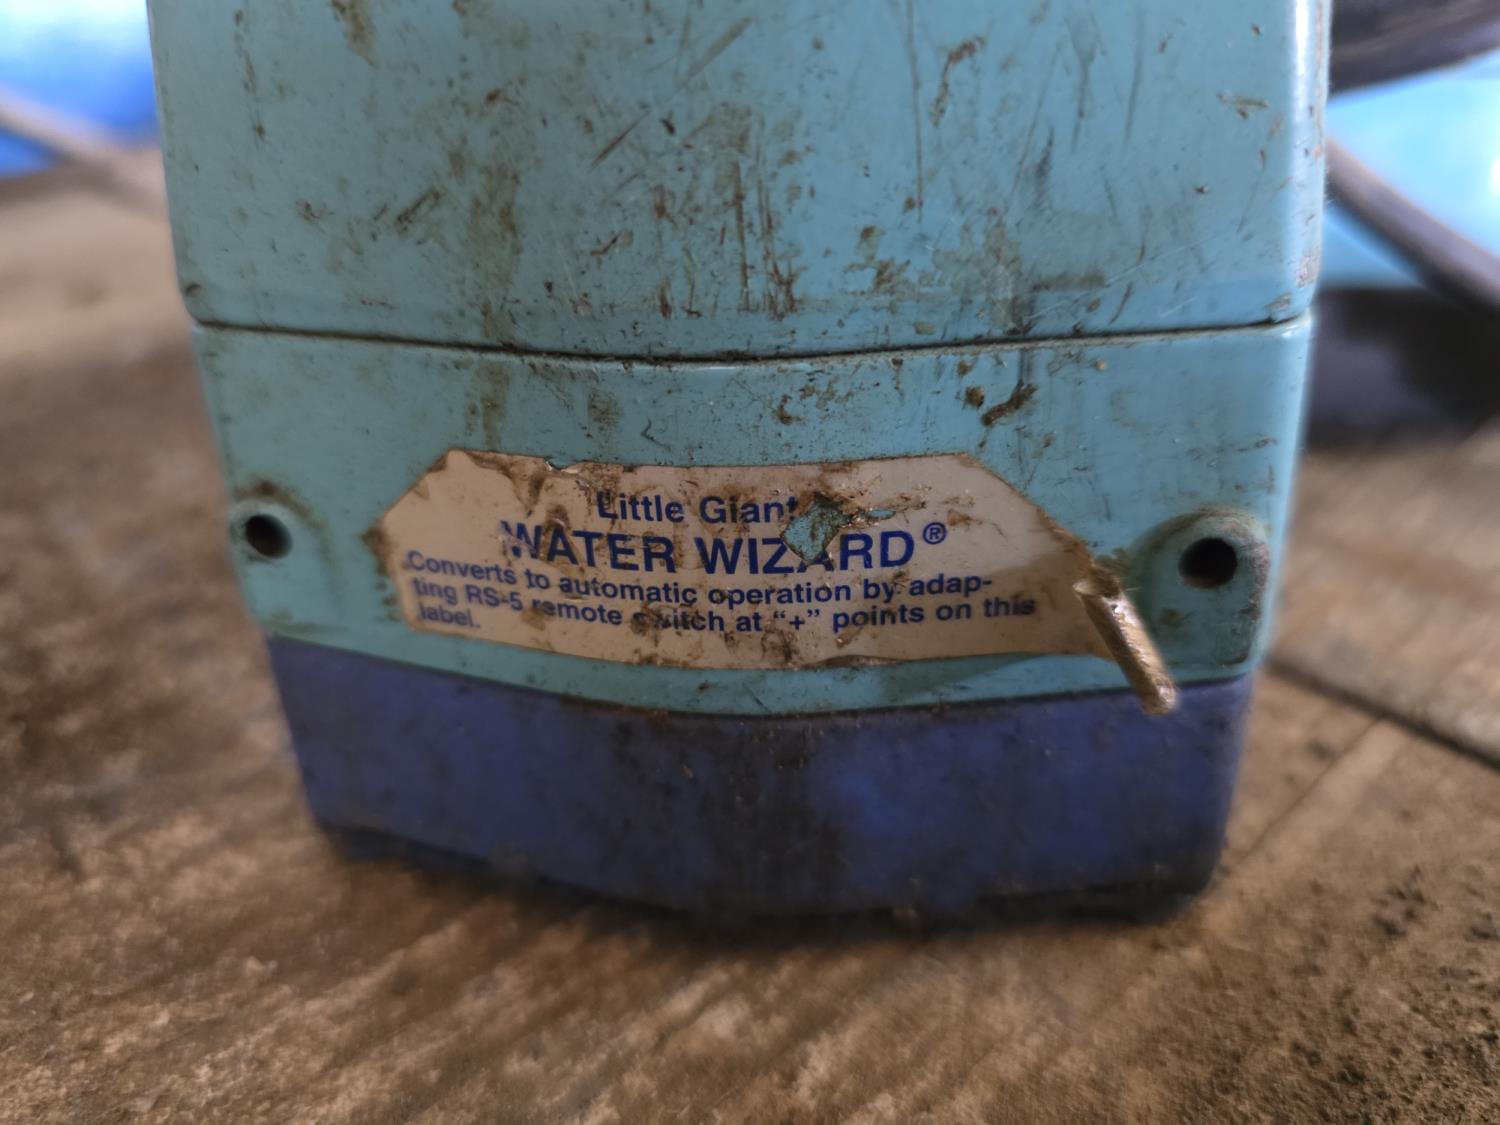 Little Giant
WATER WIZARD®
Converts to automatic operation by adap-
ting RS-5 remote switch at "+" points on this
label.